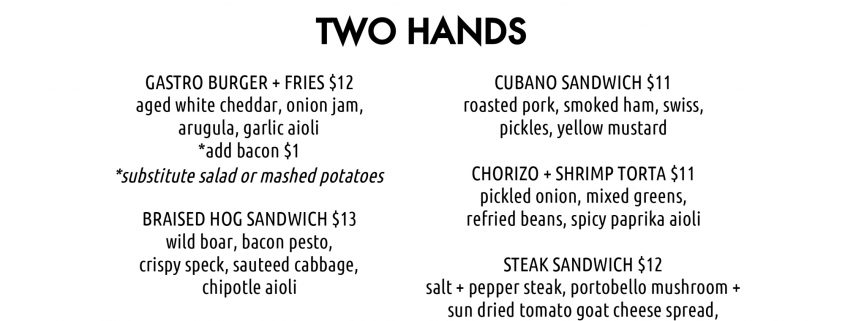 TWO HANDS
GASTRO BURGER + FRIES $12
aged white cheddar, onion jam,
arugula, garlic aioli
*add bacon $1
*substitute salad or mashed potatoes
BRAISED HOG SANDWICH $13
wild boar, bacon pesto,
crispy speck, sauteed cabbage,
chipotle aioli
CUBANO SANDWICH $11
roasted pork, smoked ham, swiss,
pickles, yellow mustard
CHORIZO + SHRIMP TORTA $11
pickled onion, mixed greens,
refried beans, spicy paprika aioli
STEAK SANDWICH $12
salt + pepper steak, portobello mushroom +
sun dried tomato goat cheese spread,